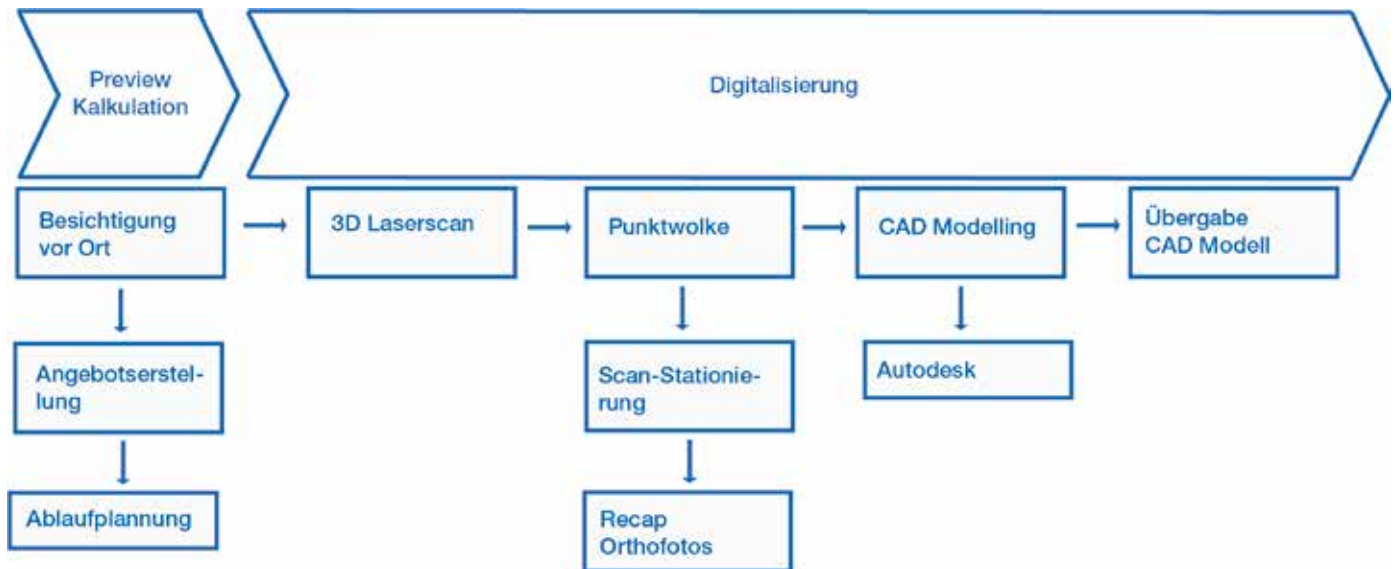 Preview
Kalkulation
Digitalisierung
Besichtigung
vor Ort
3D Laserscan
Punktwolke
CAD Modelling
Übergabe
CAD Modell
Angebotserstel-
lung
Scan-Stationie-
rung
Autodesk
Ablaufplannung
Recap
Orthofotos